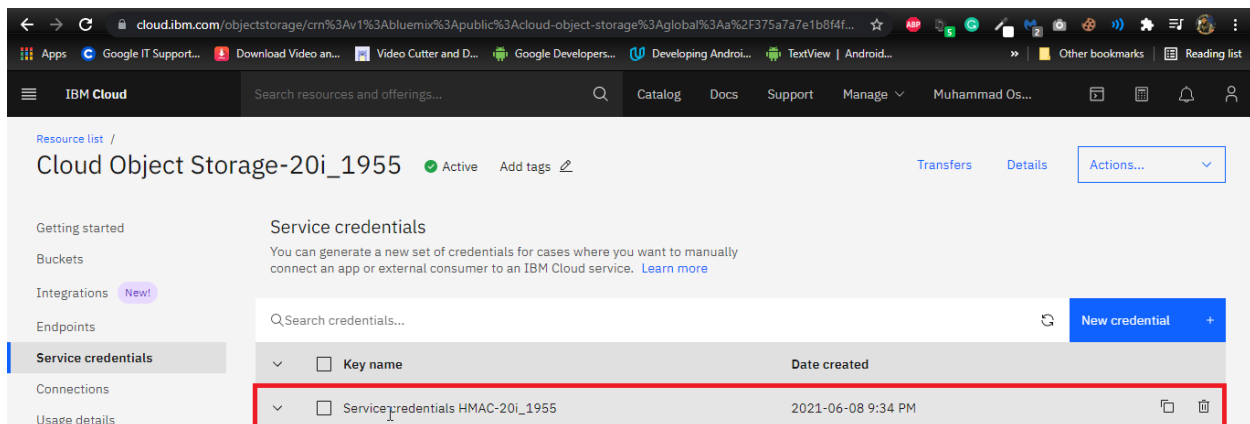 cloud.ibm.com/objectstorage/crn%3Av1%3Abluemix%3Apublic%3Acloud-object-storage%3Aglobal%3Aa%2F375a7a7e1b8f4f...
Apps Google IT Support... Download Video an... Video Cutter and D... Google Developers... Developing Androi... TextView | Android... » Other bookmarks Reading list
IBM Cloud Search resources and offerings... Catalog Docs Support Manage Muhammad Os...
Resource list /
Cloud Object Storage-20i_1955 Active Add tags Transfers Details Actions...
Getting started
Buckets
Integrations New!
Endpoints
Service credentials
Connections
Usage details
Service credentials
You can generate a new set of credentials for cases where you want to manually
connect an app or external consumer to an IBM Cloud service. Learn more
Search credentials... New credential +
Key name Date created
Service credentials HMAC-20i_1955 2021-06-08 9:34 PM